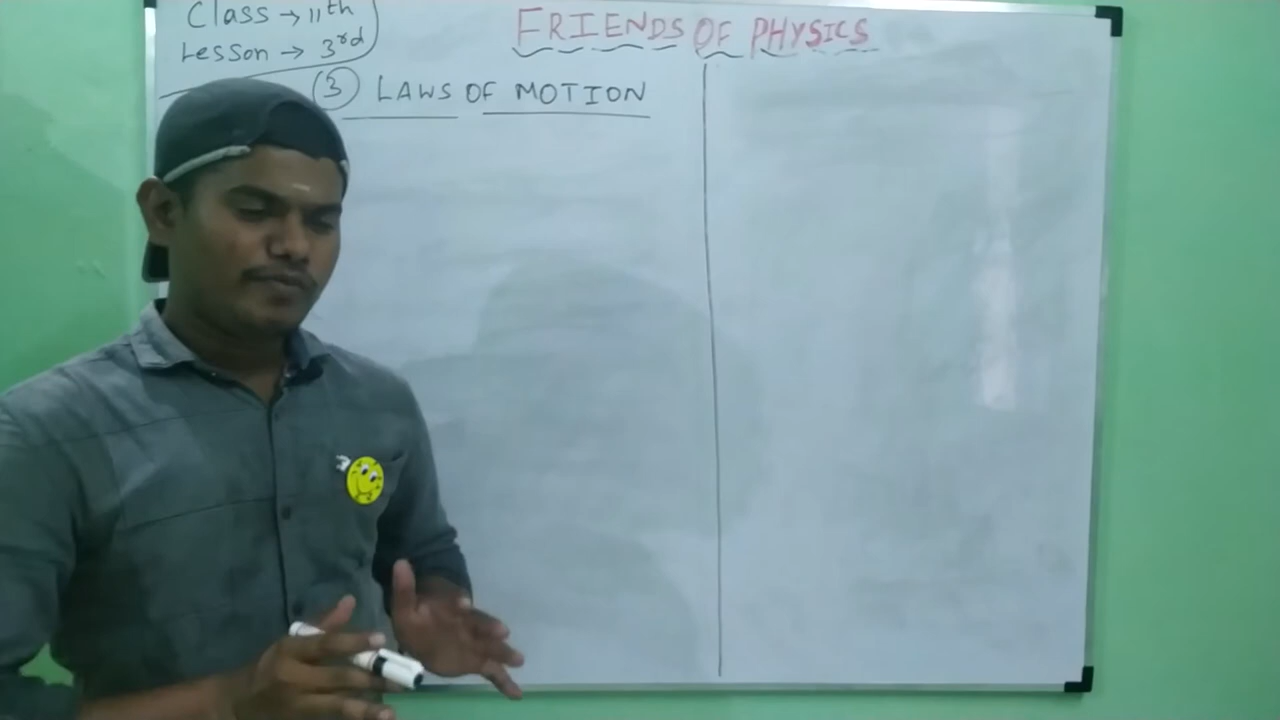 Class → 11th
Lesson → 3rd
FRIENDS OF PHYSICS
3 LAWS OF MOTION